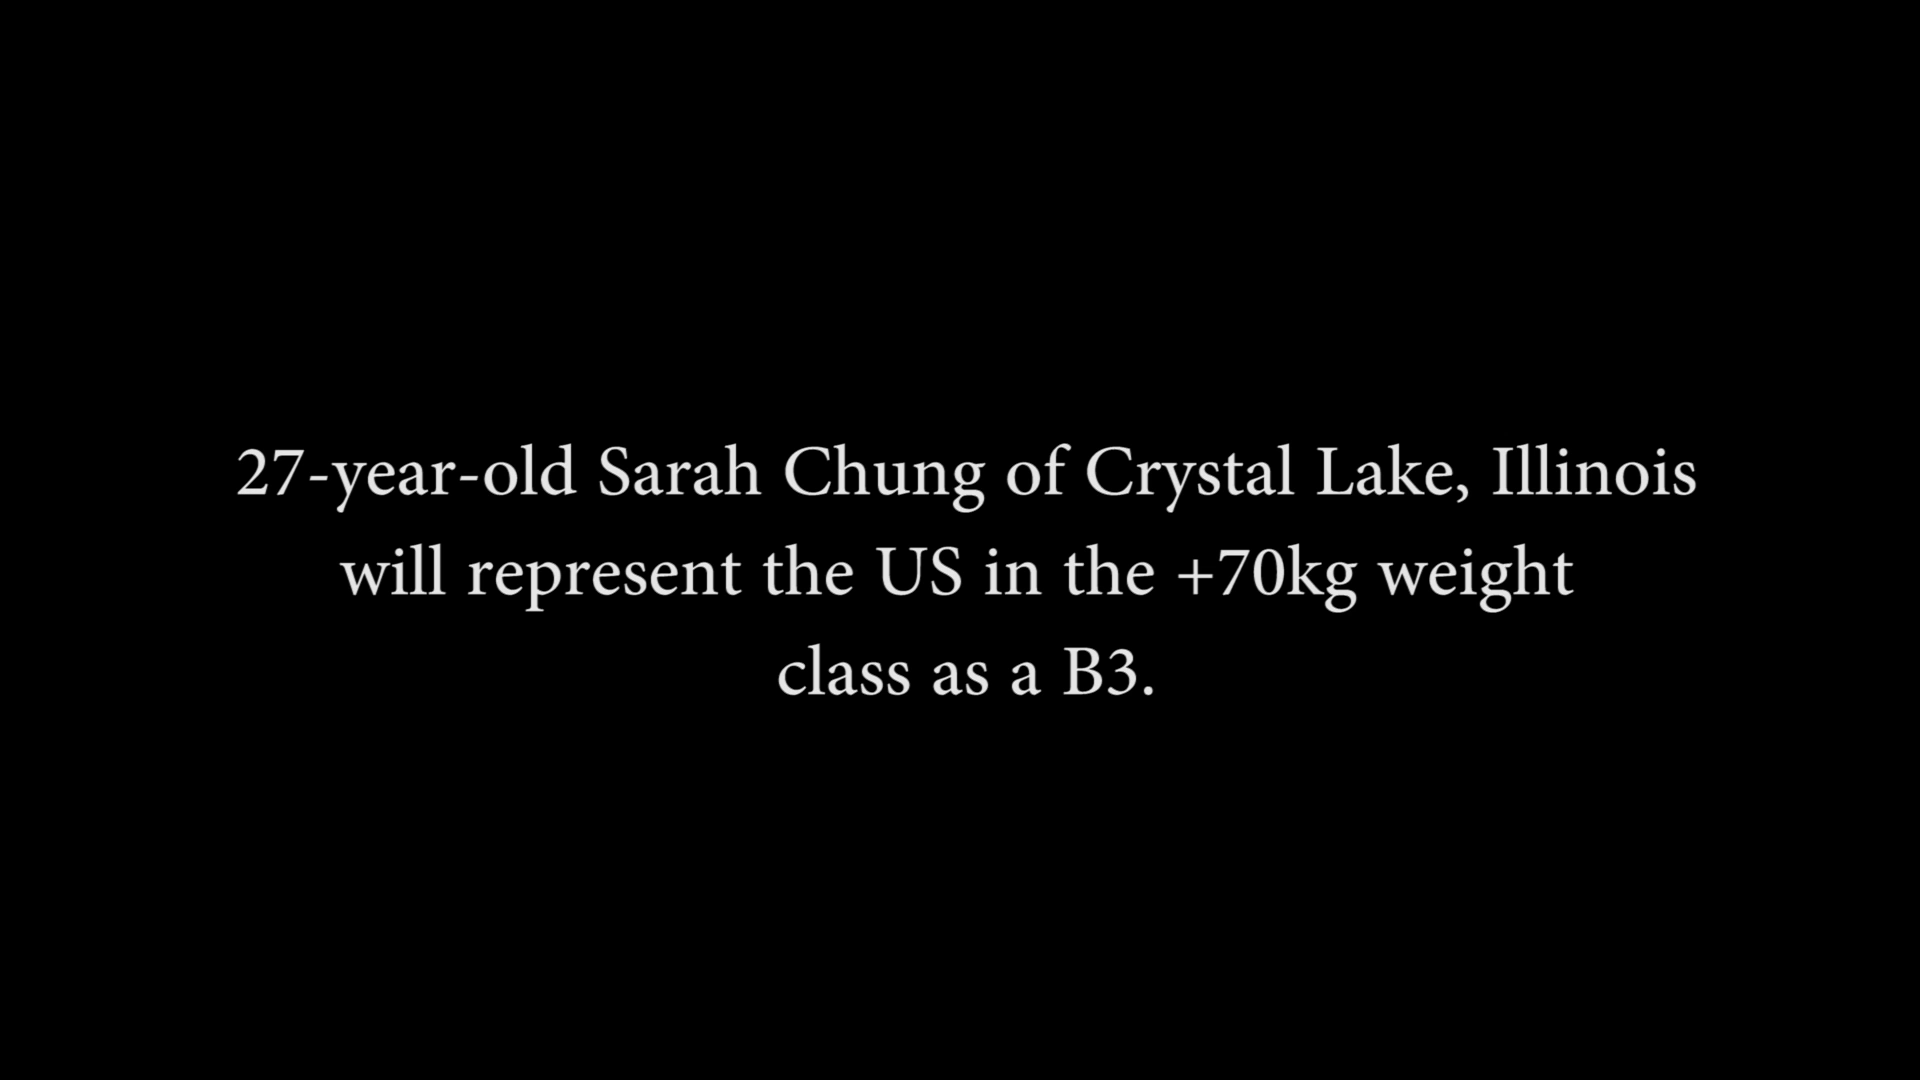 27-year-old Sarah Chung of Crystal Lake, Illinois
will represent the US in the +70kg weight
class as a B3.